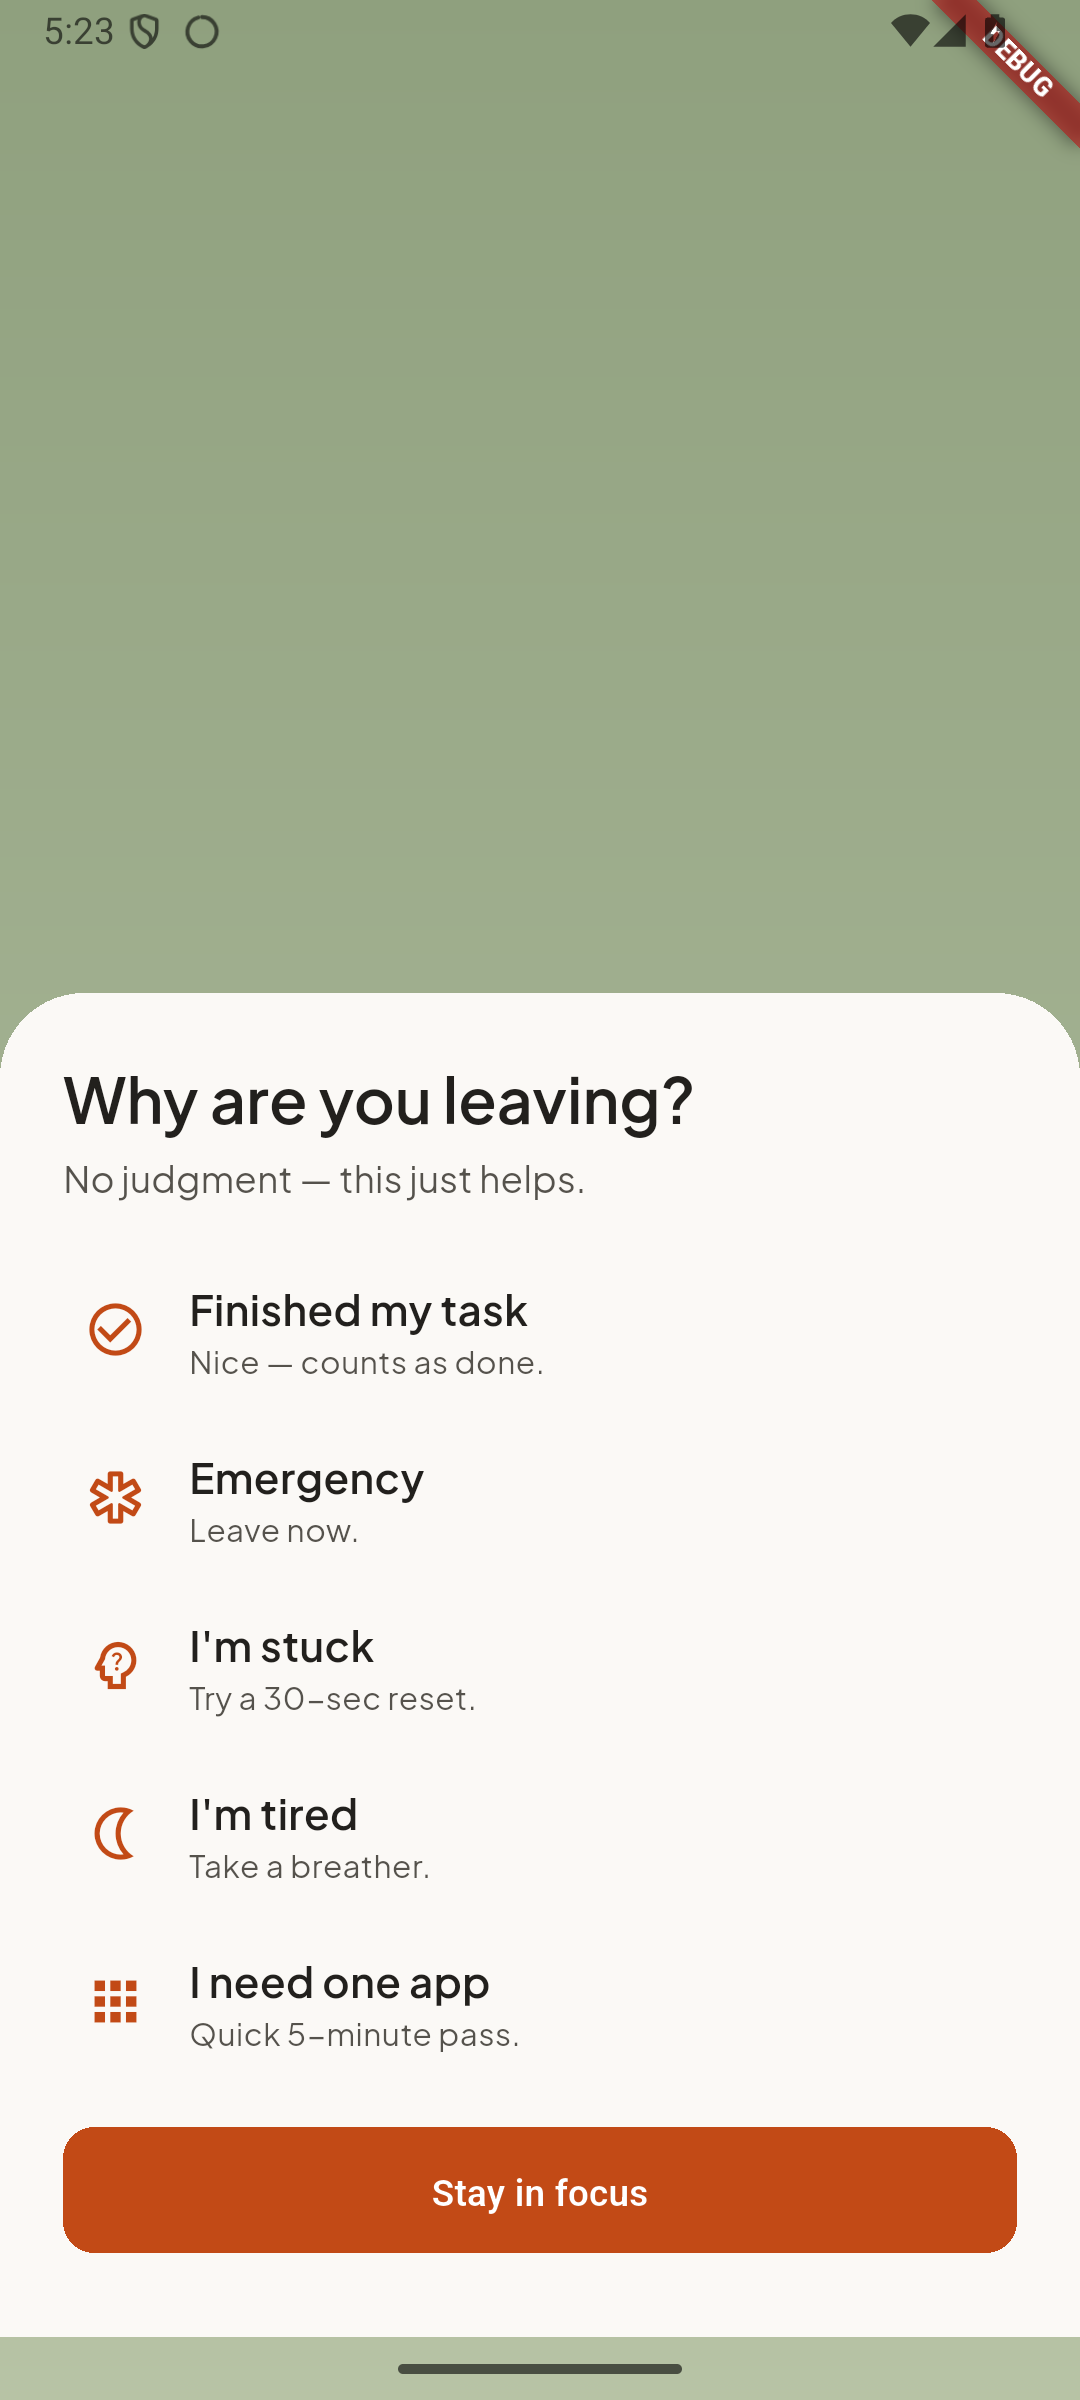 5:23
DEBUG
Why are you leaving?
No judgment — this just helps.
Finished my task
Nice — counts as done.
Emergency
Leave now.
I'm stuck
Try a 30-sec reset.
I'm tired
Take a breather.
I need one app
Quick 5-minute pass.
Stay in focus